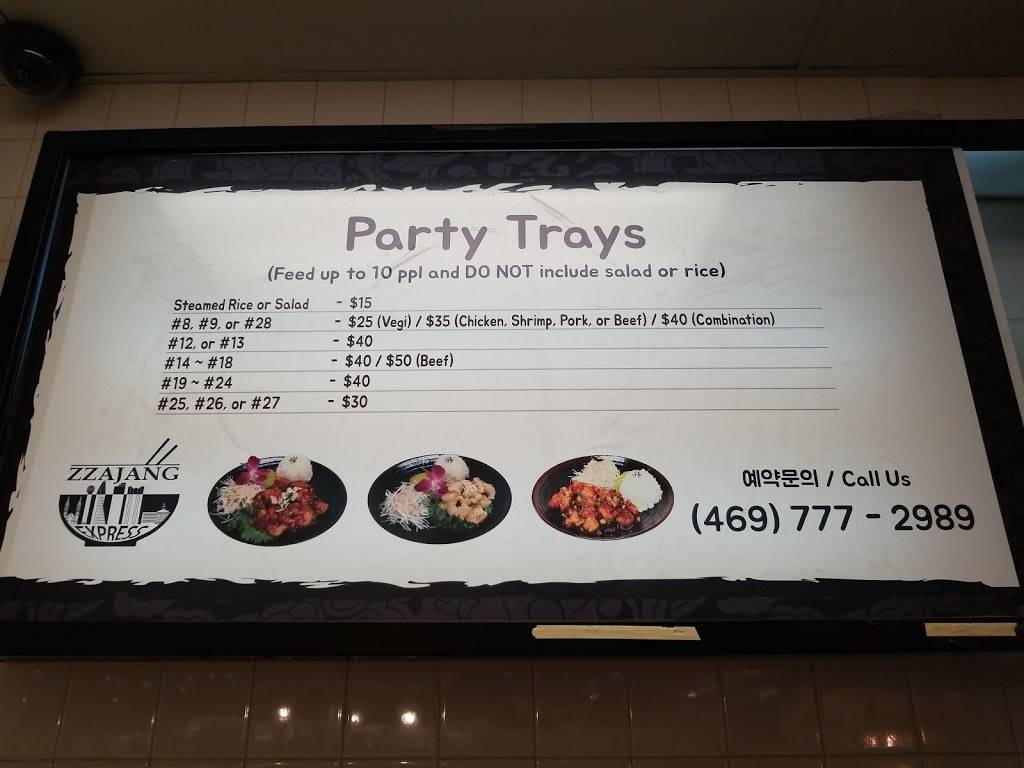 Party Trays
(Feed up to 10 ppl and DO NOT include salad or rice)
Steamed Rice or Salad - $15
#8, #9, or #28 - $25 (Vegi) / $35 (Chicken, Shrimp, Pork, or Beef) / $40 (Combination)
#12, or #13 - $40
#14 ~ #18 - $40 / $50 (Beef)
#19 ~ #24 - $40
#25, #26, or #27 - $30
ZZAJANG
EXPRESS
예약문의 / Call Us
(469) 777 - 2989